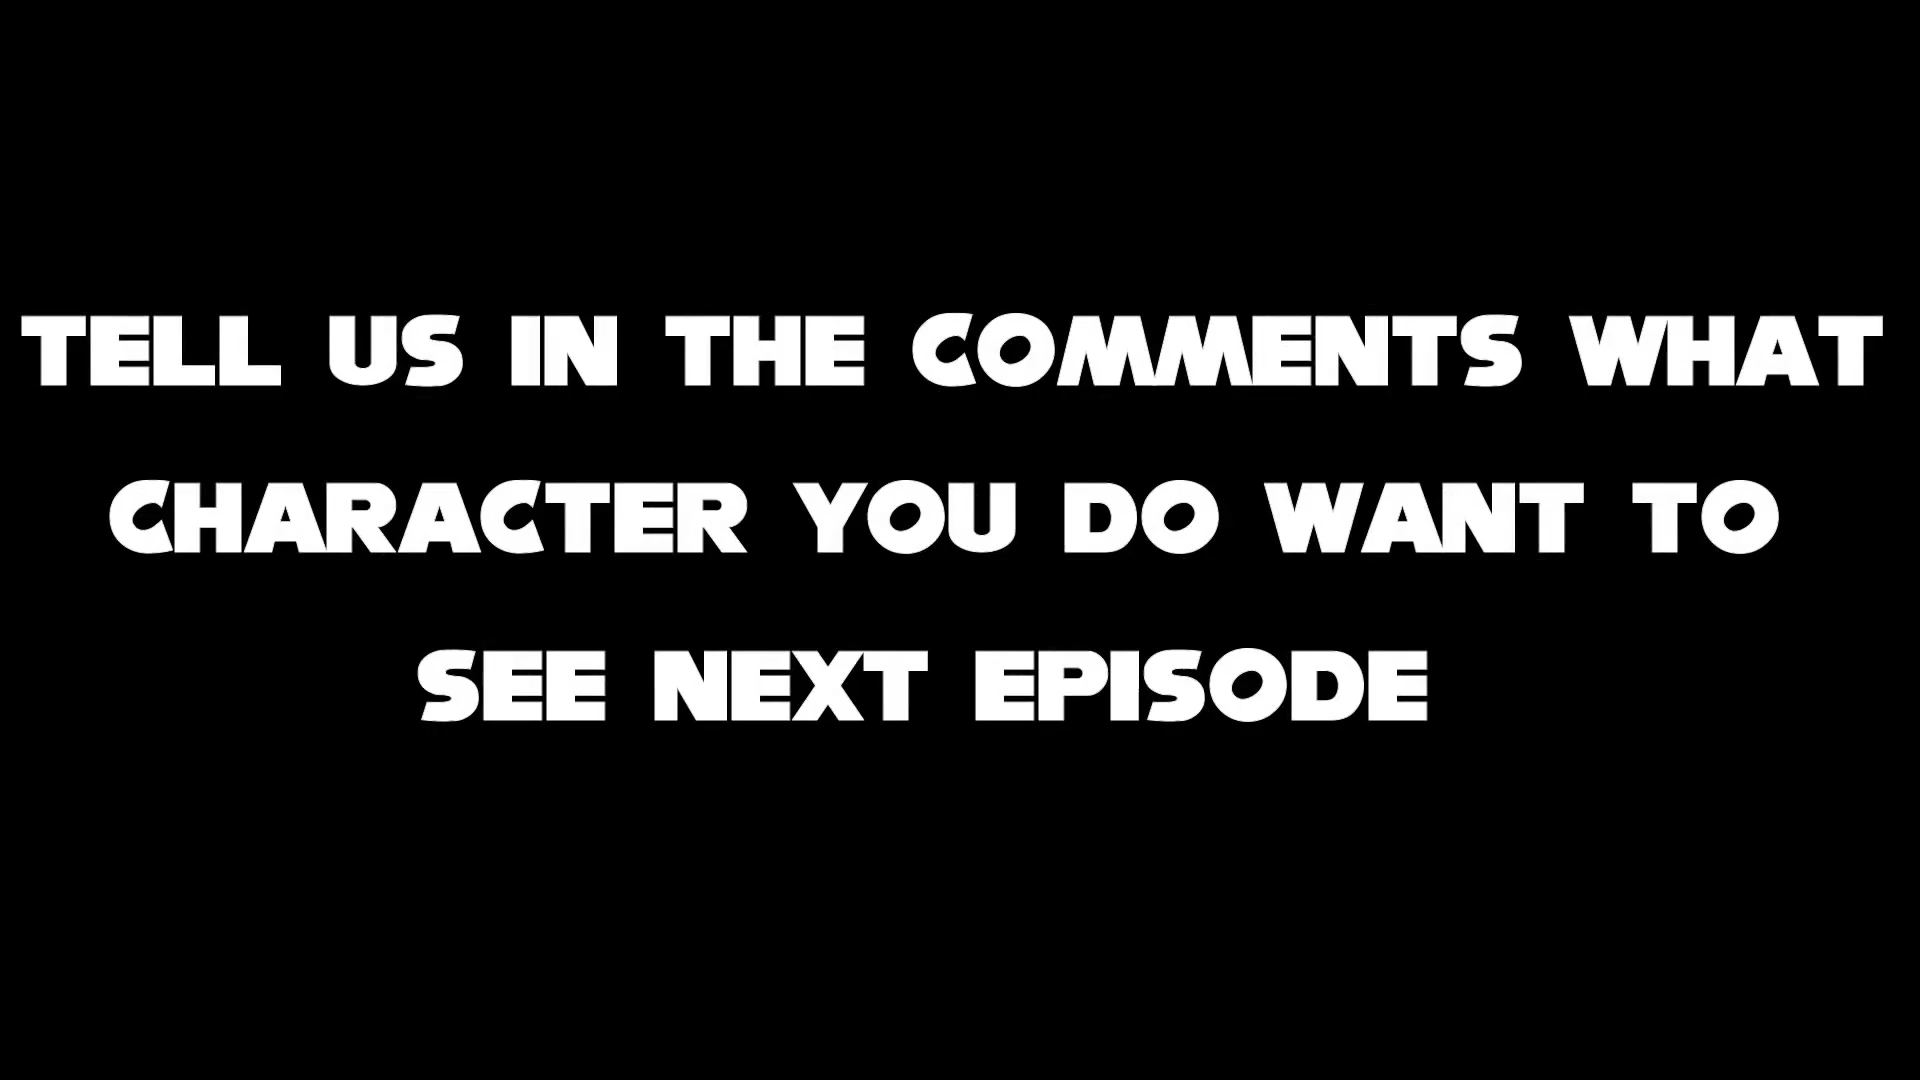 TELL US IN THE COMMENTS WHAT
CHARACTER YOU DO WANT TO
SEE NEXT EPISODE